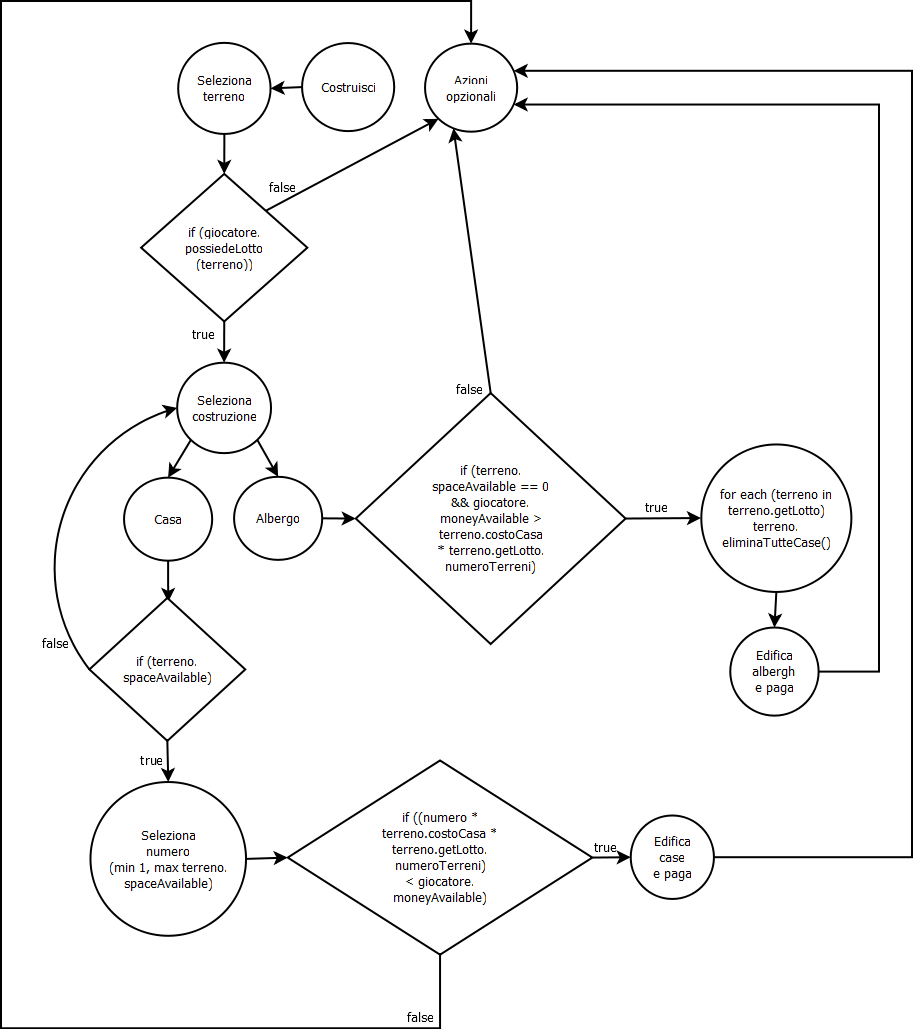 Seleziona
terreno
Costruisci
Azioni
opzionali
false
if (giocatore.
possiedeLotto
(terreno))
true
Seleziona
costruzione
false
Casa
Albergo
if (terreno.
spaceAvailable == 0
&& giocatore.
moneyAvailable >
terreno.costoCasa
* terreno.getLotto.
numeroTerreni)
true
for each (terreno in
terreno.getLotto)
terreno.
eliminaTutteCase()
false
if (terreno.
spaceAvailable)
Edifica
albergh
e paga
true
Seleziona
numero
(min 1, max terreno.
spaceAvailable)
if ((numero *
terreno.costoCasa *
terreno.getLotto.
numeroTerreni)
< giocatore.
moneyAvailable)
true
Edifica
case
e paga
false